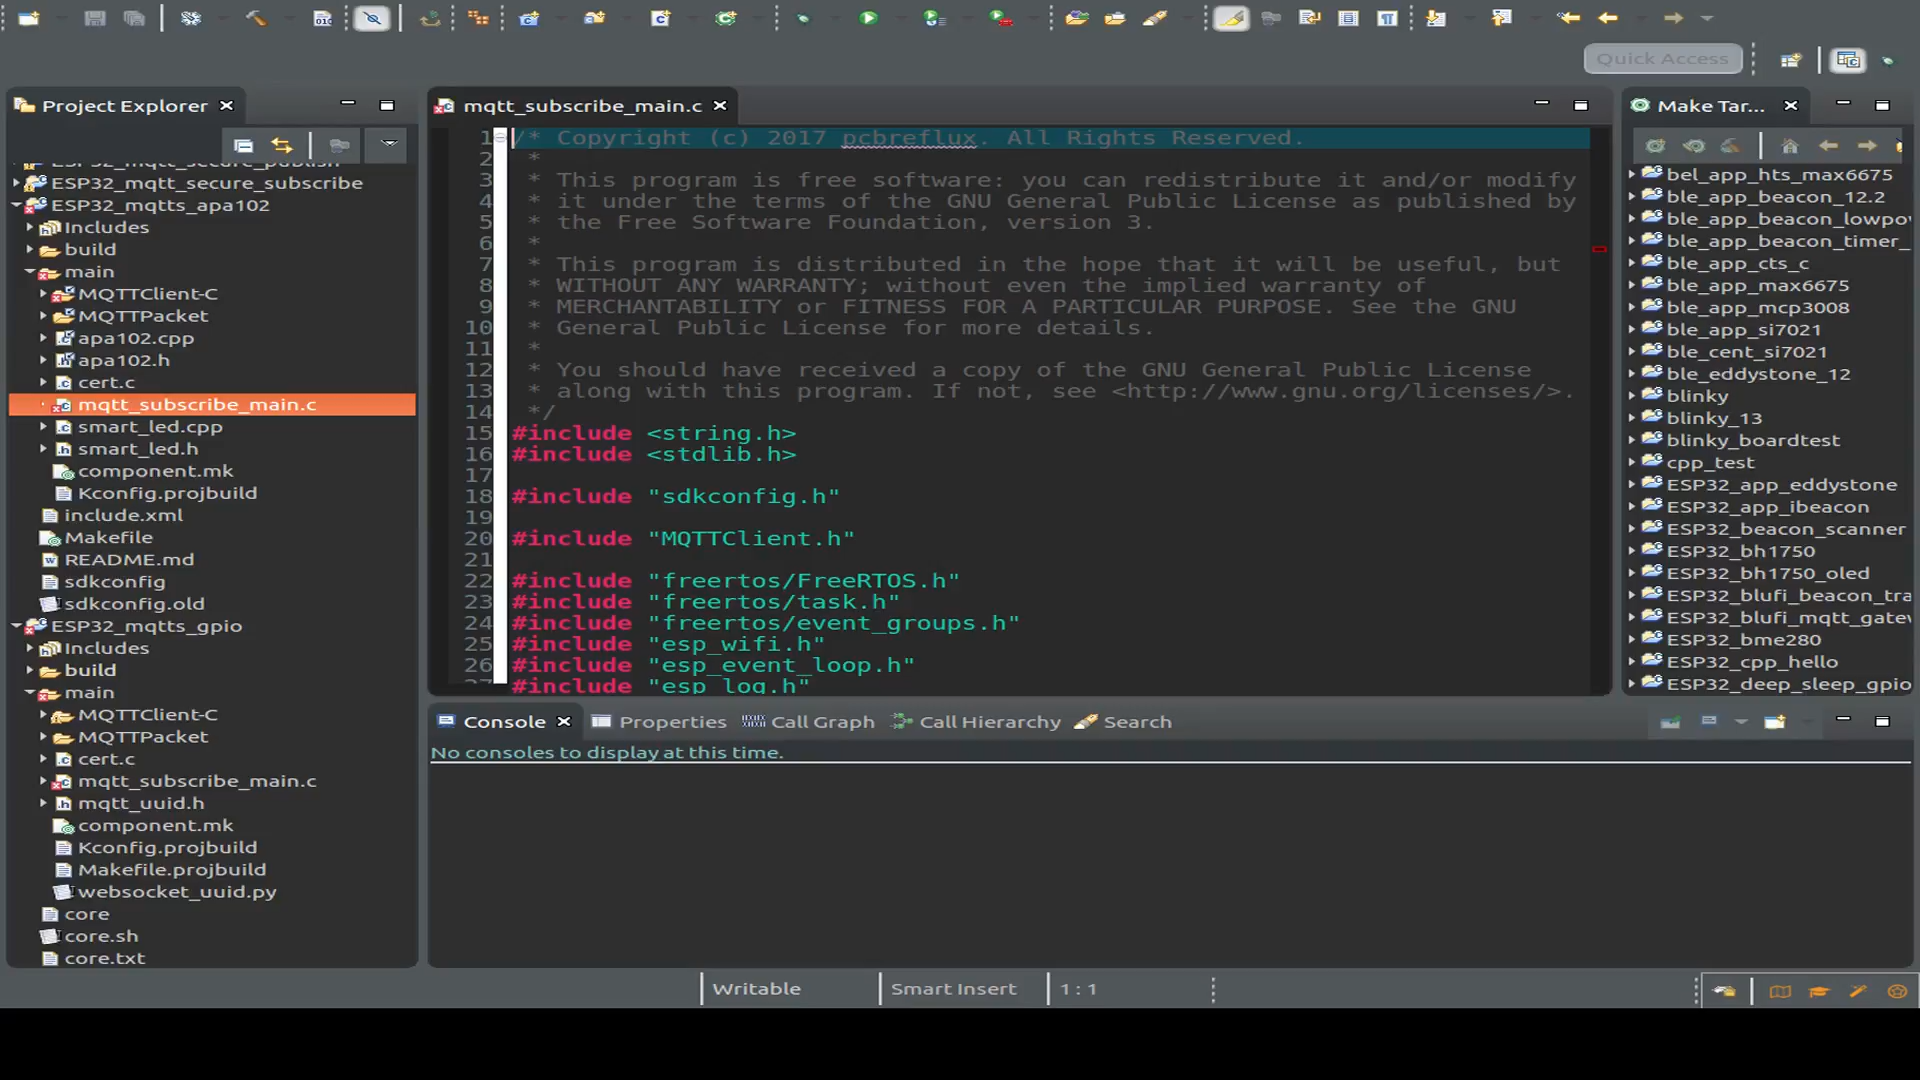 Quick Access
Project Explorer
ESP32_mqtt_secure_publish
ESP32_mqtt_secure_subscribe
ESP32_mqtts_apa102
Includes
build
main
MQTTClient-C
MQTTPacket
apa102.cpp
apa102.h
cert.c
mqtt_subscribe_main.c
smart_led.cpp
smart_led.h
component.mk
Kconfig.projbuild
include.xml
Makefile
README.md
sdkconfig
sdkconfig.old
ESP32_mqtts_gpio
Includes
build
main
MQTTClient-C
MQTTPacket
cert.c
mqtt_subscribe_main.c
mqtt_uuid.h
component.mk
Kconfig.projbuild
Makefile.projbuild
websocket_uuid.py
core
core.sh
core.txt
mqtt_subscribe_main.c
1 /* Copyright (c) 2017 pcbreflux. All Rights Reserved.
2 *
3 * This program is free software: you can redistribute it and/or modify
4 * it under the terms of the GNU General Public License as published by
5 * the Free Software Foundation, version 3.
6 *
7 * This program is distributed in the hope that it will be useful, but
8 * WITHOUT ANY WARRANTY; without even the implied warranty of
9 * MERCHANTABILITY or FITNESS FOR A PARTICULAR PURPOSE. See the GNU
10 * General Public License for more details.
11 *
12 * You should have received a copy of the GNU General Public License
13 * along with this program. If not, see <http://www.gnu.org/licenses/>.
14 */
15 #include <string.h>
16 #include <stdlib.h>
17
18 #include "sdkconfig.h"
19
20 #include "MQTTClient.h"
21
22 #include "freertos/FreeRTOS.h"
23 #include "freertos/task.h"
24 #include "freertos/event_groups.h"
25 #include "esp_wifi.h"
26 #include "esp_event_loop.h"
27 #include "esp_log.h"
Make Tar...
bel_app_hts_max6675
ble_app_beacon_12.2
ble_app_beacon_lowpo
ble_app_beacon_timer_
ble_app_cts_c
ble_app_max6675
ble_app_mcp3008
ble_app_si7021
ble_cent_si7021
ble_eddystone_12
blinky
blinky_13
blinky_boardtest
cpp_test
ESP32_app_eddystone
ESP32_app_ibeacon
ESP32_beacon_scanner
ESP32_bh1750
ESP32_bh1750_oled
ESP32_blufi_beacon_tra
ESP32_blufi_mqtt_gate
ESP32_bme280
ESP32_cpp_hello
ESP32_deep_sleep_gpio
Console Properties Call Graph Call Hierarchy Search
No consoles to display at this time.
Writable Smart Insert 1 : 1